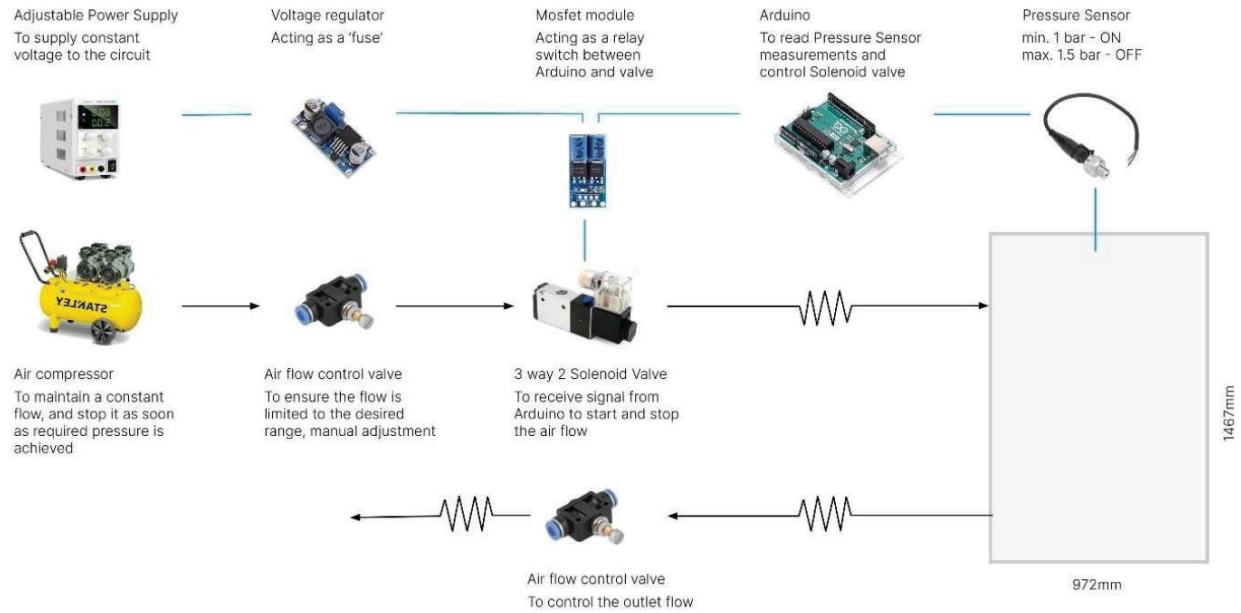 Adjustable Power Supply
To supply constant
voltage to the circuit
Voltage regulator
Acting as a ‘fuse’
Mosfet module
Acting as a relay
switch between
Arduino and valve
Arduino
To read Pressure Sensor
measurements and
control Solenoid valve
Pressure Sensor
min. 1 bar - ON
max. 1.5 bar - OFF
STANLEY
Air compressor
To maintain a constant
flow, and stop it as soon
as required pressure is
achieved
Air flow control valve
To ensure the flow is
limited to the desired
range, manual adjustment
3 way 2 Solenoid Valve
To receive signal from
Arduino to start and stop
the air flow
1467mm
972mm
Air flow control valve
To control the outlet flow